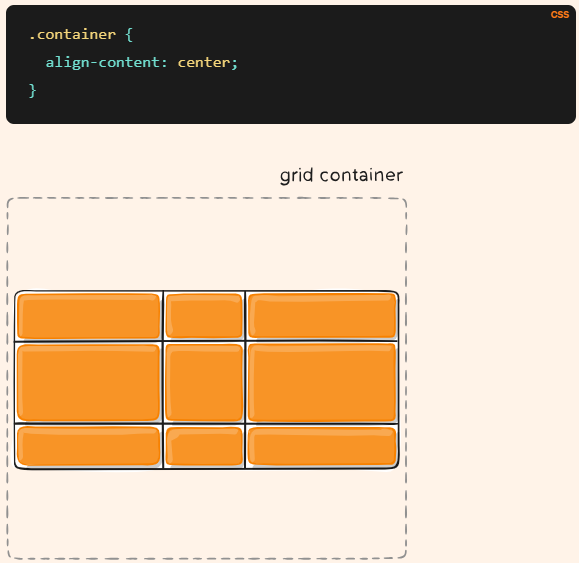 CSS
.container {
  align-content: center;
}
grid container